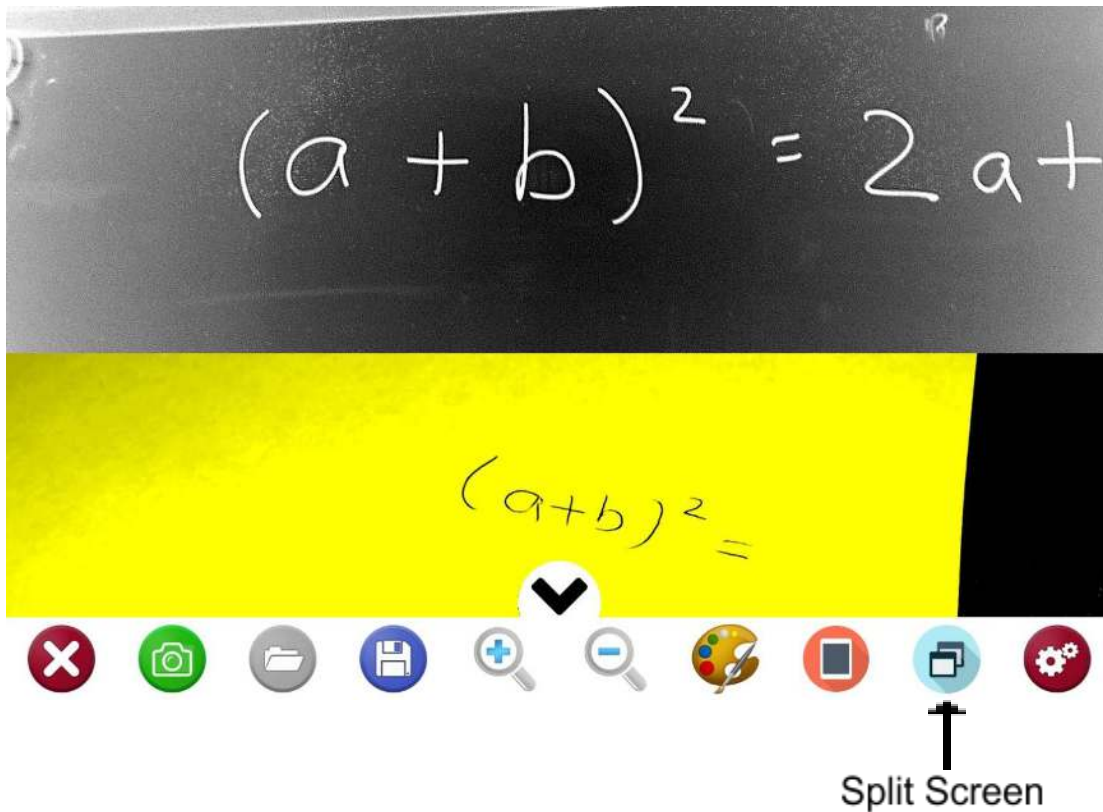 (a + b)² = 2a+
(a+b)² =
Split Screen